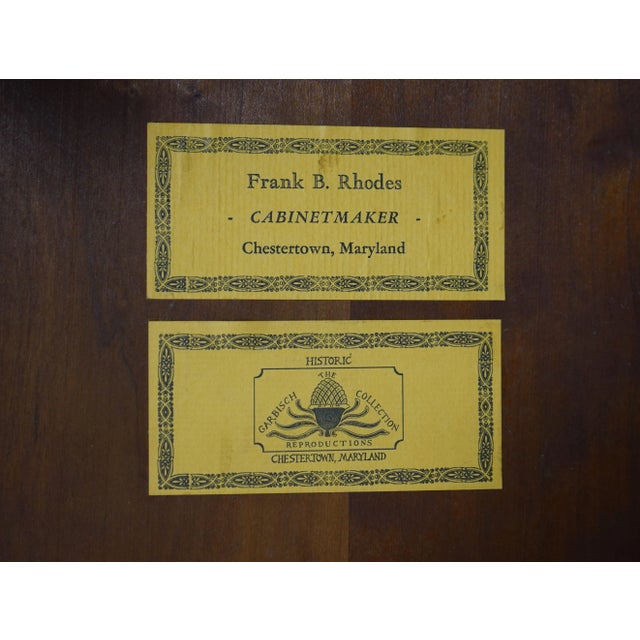 Frank B. Rhodes
- CABINETMAKER -
Chestertown, Maryland
HISTORIC
THE
GARBISCH COLLECTION
REPRODUCTIONS
CHESTERTOWN, MARYLAND